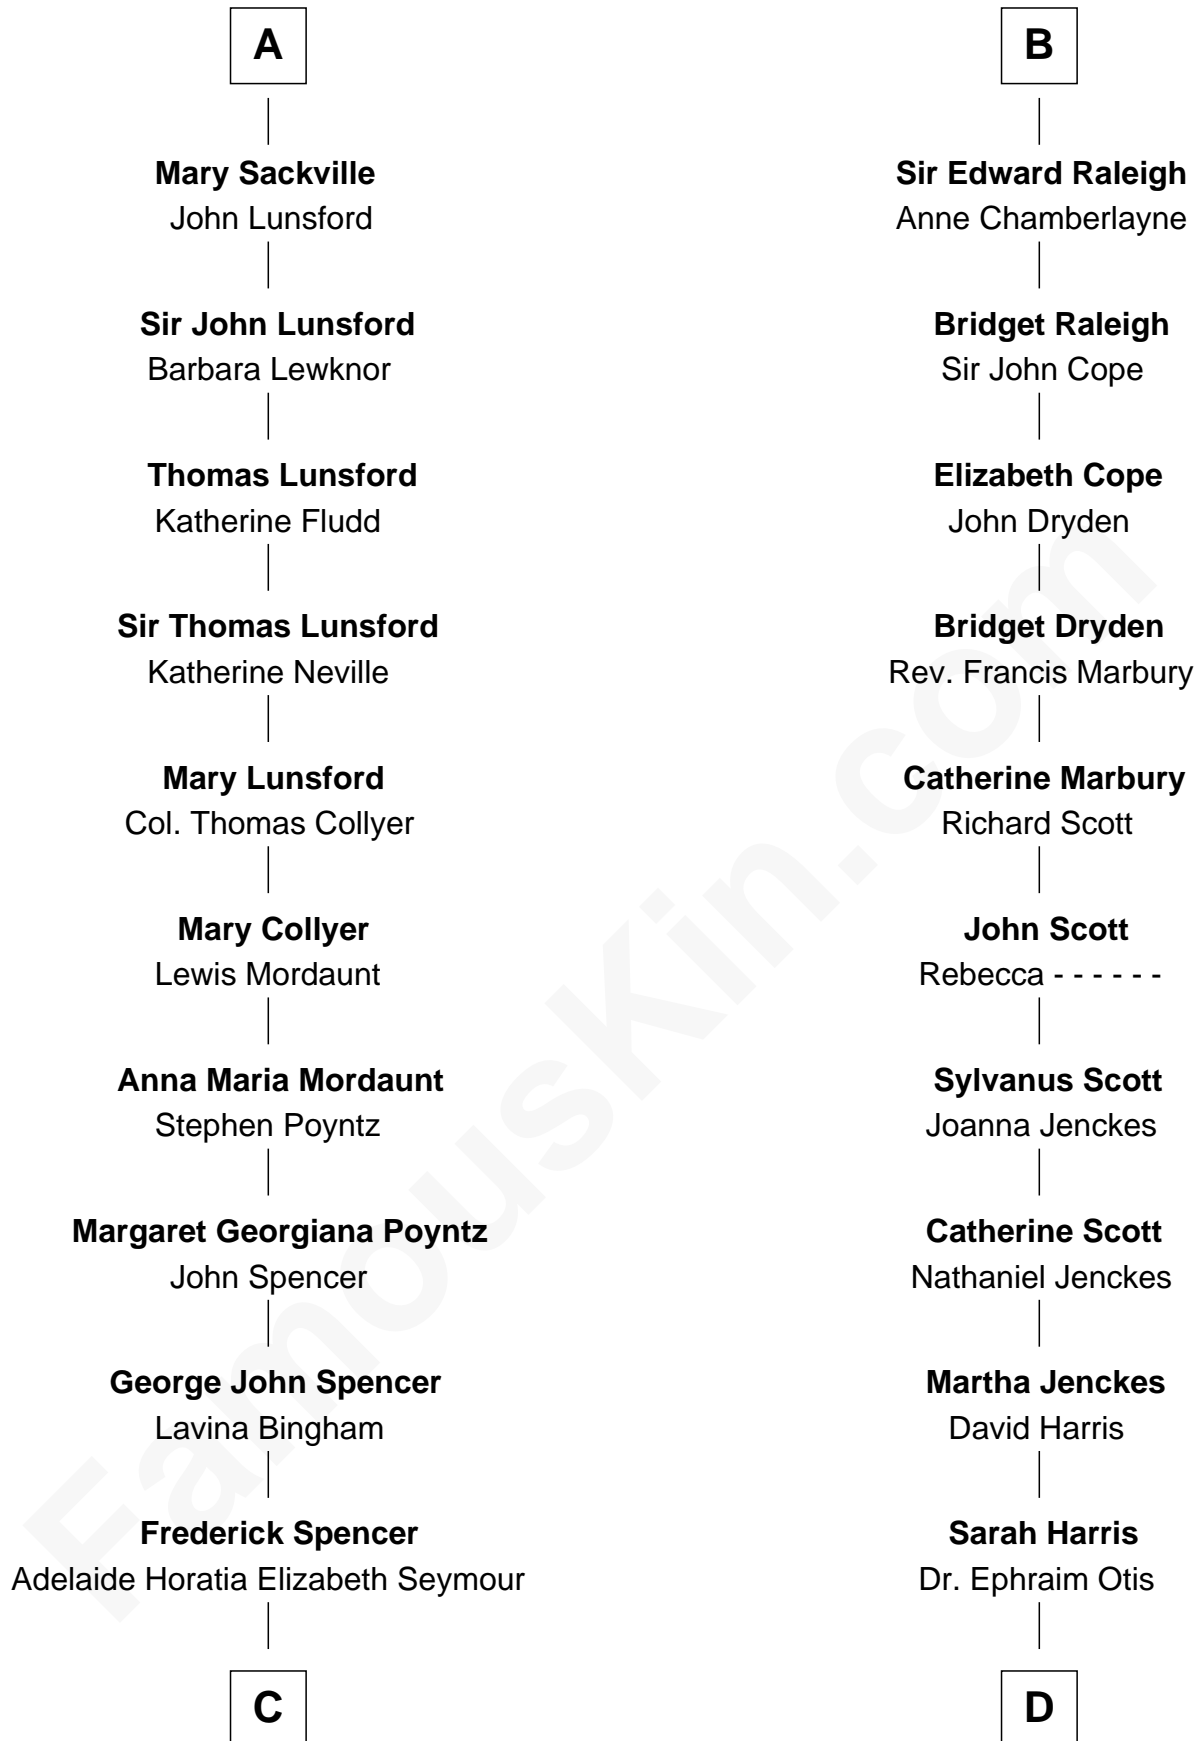 A
Mary Sackville
John Lunsford
Sir John Lunsford
Barbara Lewknor
Thomas Lunsford
Katherine Fludd
Sir Thomas Lunsford
Katherine Neville
Mary Lunsford
Col. Thomas Collyer
Mary Collyer
Lewis Mordaunt
Anna Maria Mordaunt
Stephen Poyntz
Margaret Georgiana Poyntz
John Spencer
George John Spencer
Lavina Bingham
Frederick Spencer
Adelaide Horatia Elizabeth Seymour
C
B
Sir Edward Raleigh
Anne Chamberlayne
Bridget Raleigh
Sir John Cope
Elizabeth Cope
John Dryden
Bridget Dryden
Rev. Francis Marbury
Catherine Marbury
Richard Scott
John Scott
Rebecca - - - - - -
Sylvanus Scott
Joanna Jenckes
Catherine Scott
Nathaniel Jenckes
Martha Jenckes
David Harris
Sarah Harris
Dr. Ephraim Otis
D
FamousKin.com